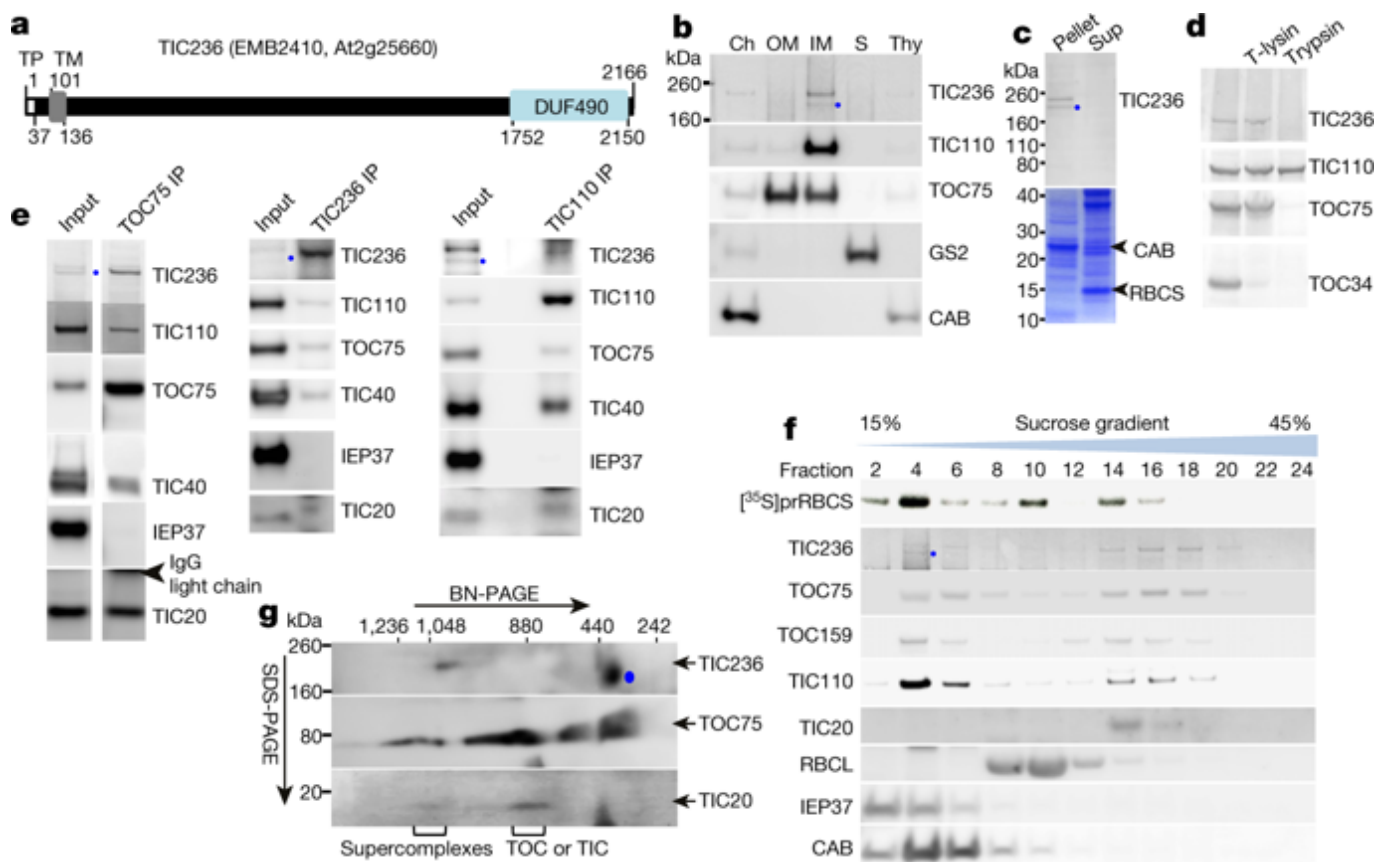 a
TIC236 (EMB2410, At2g25660)
TP TM
1 101 2166
DUF490
37 136 1752 2150
b
Ch OM IM S Thy
kDa
260
160
TIC236
TIC110
TOC75
GS2
CAB
c
Pellet
Sup
kDa
260
160
110
80
40
30
20
15
10
TIC236
CAB
RBCS
d
T-lysin
Trypsin
TIC236
TIC110
TOC75
TOC34
e
Input TOC75 IP
TIC236
TIC110
TOC75
TIC40
IEP37
IgG
light chain
TIC20
Input TIC236 IP
TIC236
TIC110
TOC75
TIC40
IEP37
TIC20
Input TIC110 IP
TIC236
TIC110
TOC75
TIC40
IEP37
TIC20
f
15% Sucrose gradient 45%
Fraction 2 4 6 8 10 12 14 16 18 20 22 24
[35S]prRBCS
TIC236
TOC75
TOC159
TIC110
TIC20
RBCL
IEP37
CAB
g
BN-PAGE
kDa 1,236 1,048 880 440 242
260
160
80
20
SDS-PAGE
TIC236
TOC75
TIC20
Supercomplexes TOC or TIC